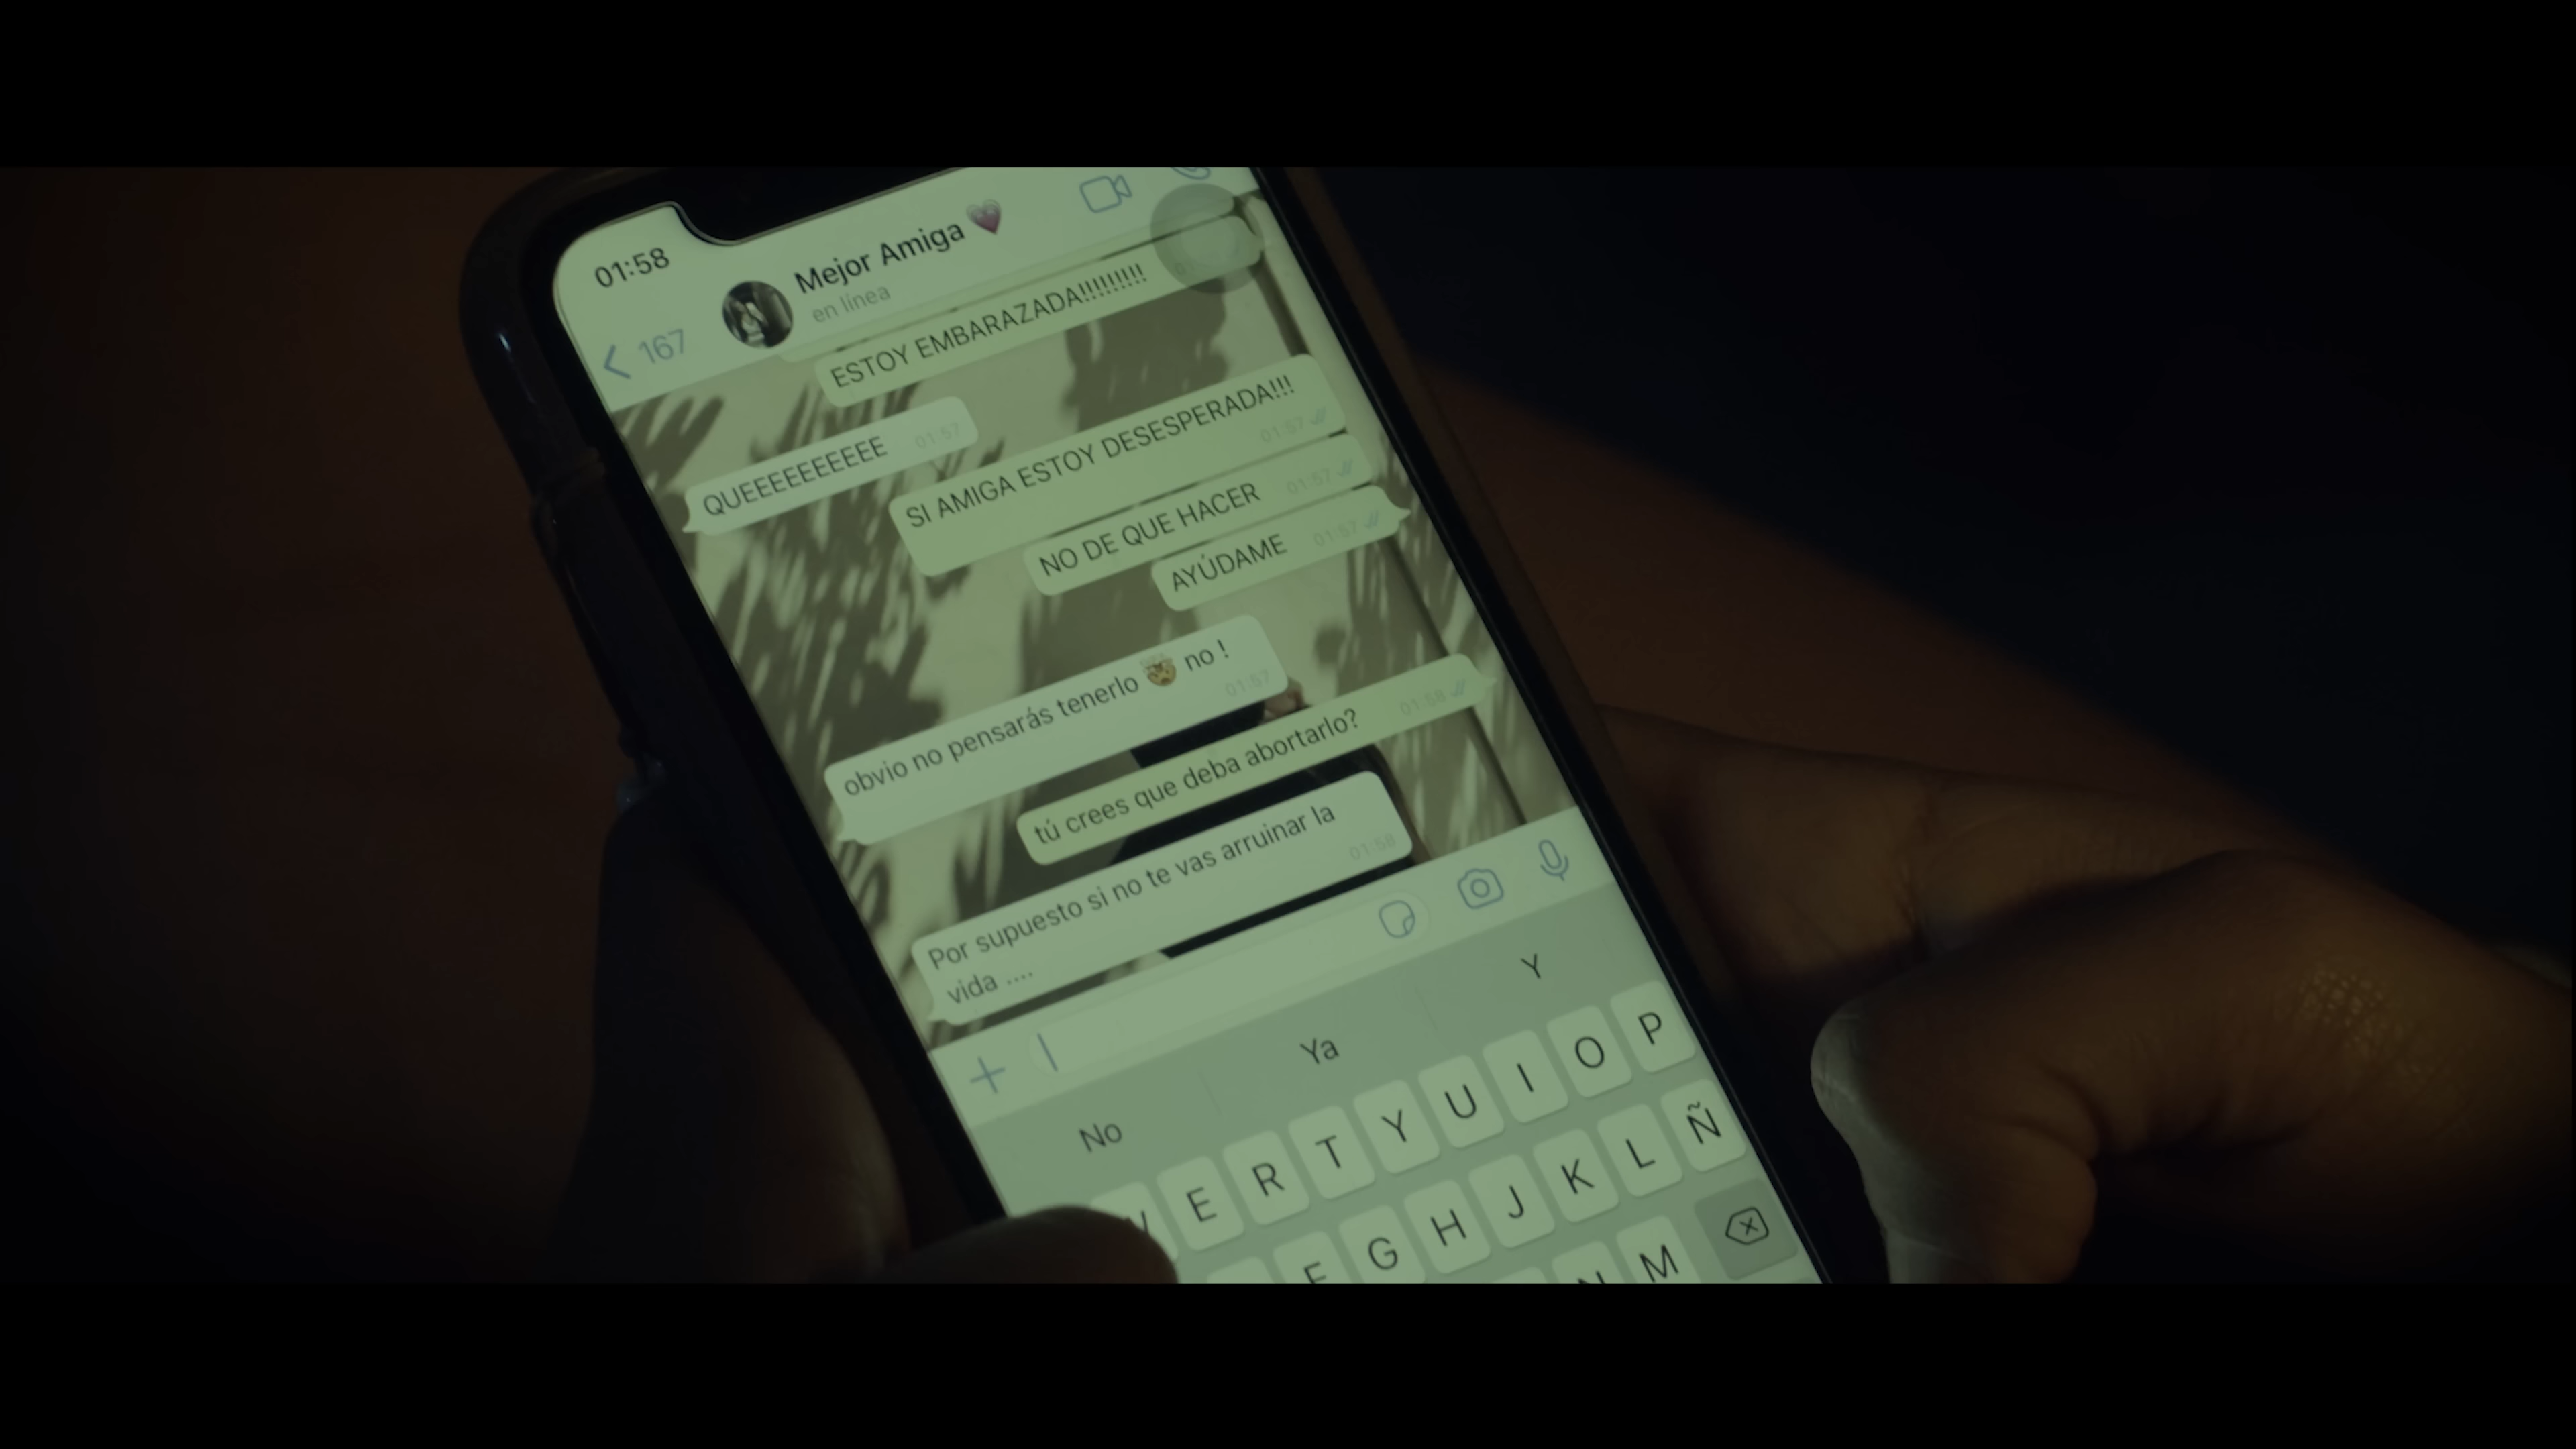 01:58
167
Mejor Amiga 💗
en línea
ESTOY EMBARAZADA!!!!!!!!!
QUEEEEEEEEEE 01:57
SI AMIGA ESTOY DESESPERADA!!!
01:57
NO DE QUE HACER 01:57
AYÚDAME 01:57
obvio no pensarás tenerlo 🤯 no !
01:57
tú crees que deba abortarlo? 01:58
Por supuesto si no te vas arruinar la
vida .... 01:58
No Ya Y
E R T Y U I O P
F G H J K L Ñ
N M